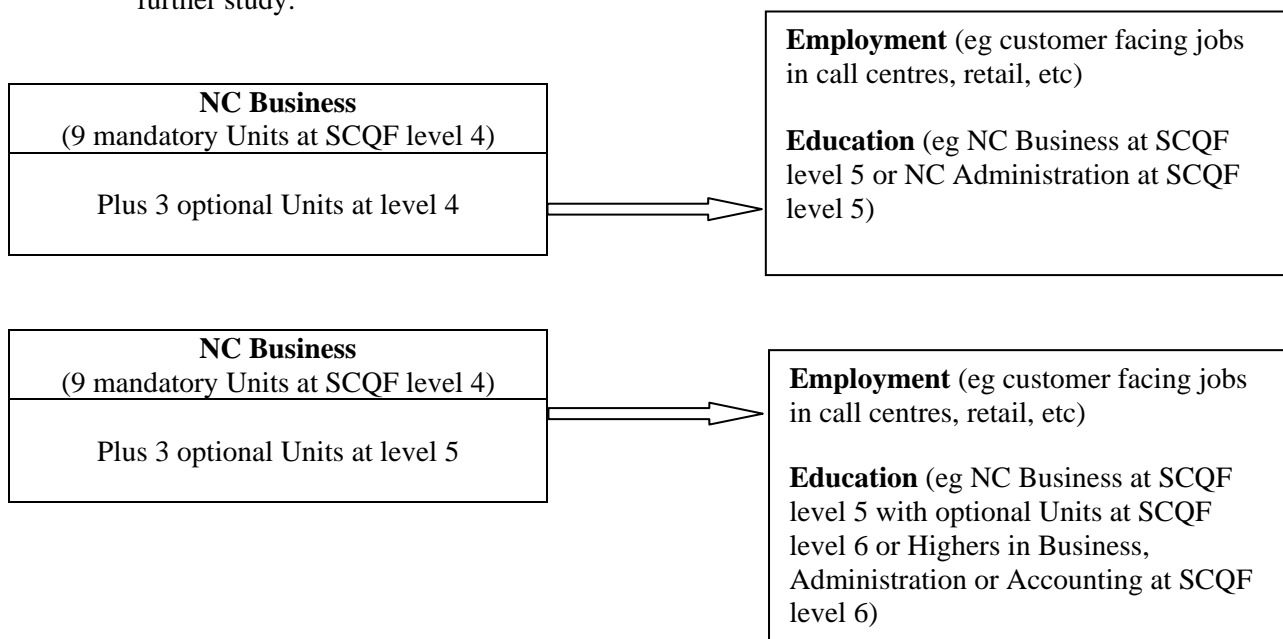 further study.
NC Business
(9 mandatory Units at SCQF level 4)
Plus 3 optional Units at level 4
Employment (eg customer facing jobs
in call centres, retail, etc)
Education (eg NC Business at SCQF
level 5 or NC Administration at SCQF
level 5)
NC Business
(9 mandatory Units at SCQF level 4)
Plus 3 optional Units at level 5
Employment (eg customer facing jobs
in call centres, retail, etc)
Education (eg NC Business at SCQF
level 5 with optional Units at SCQF
level 6 or Highers in Business,
Administration or Accounting at SCQF
level 6)